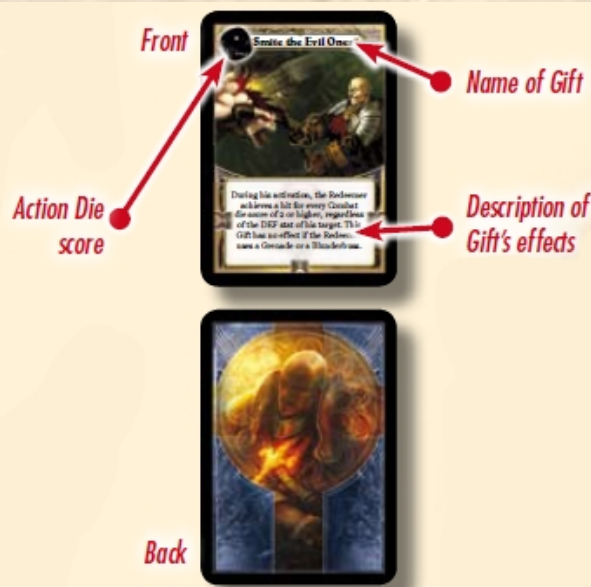 Front
Smite the Evil Ones
Name of Gift
Action Die
score
During his activation, the Redeemer
achieves a hit for every Combat
die score of 2 or higher, regardless
of the DEF stat of his target. This
Gift has no effect if the Redeemer
uses a Grenade or a Blunderbuss.
Description of
Gift's effects
Back